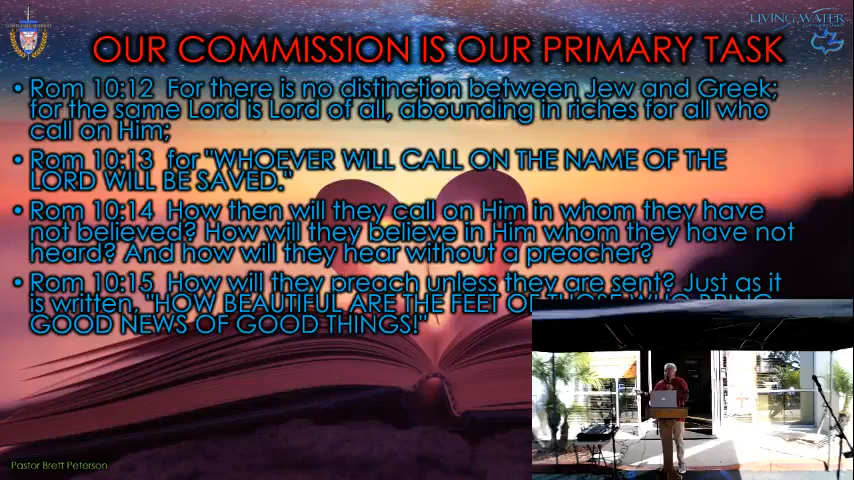 LIVING WATER
OUR COMMISSION IS OUR PRIMARY TASK
• Rom 10:12 For there is no distinction between Jew and Greek;
for the same Lord is Lord of all, abounding in riches for all who
call on Him;
• Rom 10:13 for "WHOEVER WILL CALL ON THE NAME OF THE
LORD WILL BE SAVED."
• Rom 10:14 How then will they call on Him in whom they have
not believed? How will they believe in Him whom they have not
heard? And how will they hear without a preacher?
• Rom 10:15 How will they preach unless they are sent? Just as it
is written, "HOW BEAUTIFUL ARE THE FEET OF THOSE WHO BRING
GOOD NEWS OF GOOD THINGS!"
Pastor Brett Peterson